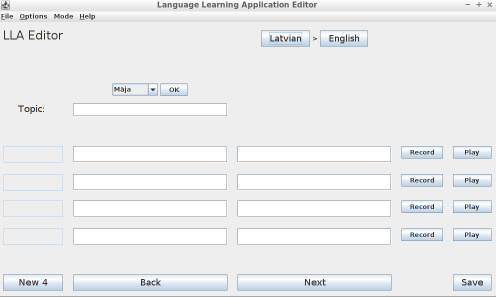 Language Learning Application Editor
File Options Mode Help
LLA Editor
Latvian > English
Māja OK
Topic:
Record Play
Record Play
Record Play
Record Play
New 4 Back Next Save